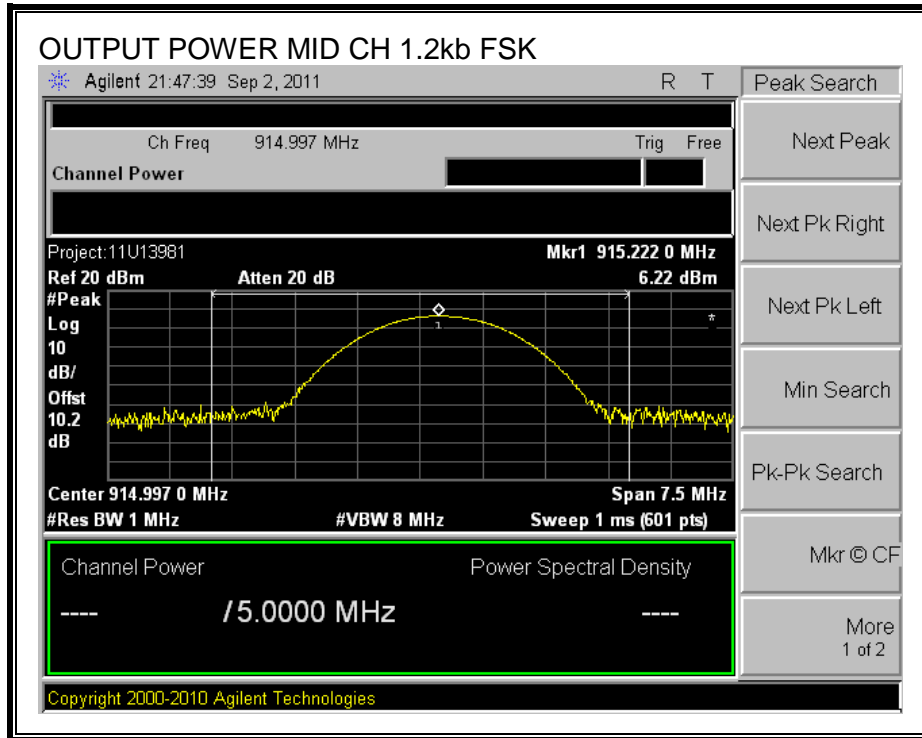 OUTPUT POWER MID CH 1.2kb FSK
Agilent 21:47:39 Sep 2, 2011 R T
Peak Search
Ch Freq 914.997 MHz Trig Free
Channel Power
Next Peak
Next Pk Right
Project:11U13981 Mkr1 915.222 0 MHz
Ref 20 dBm Atten 20 dB 6.22 dBm
#Peak
Log
10
dB/
Offst
10.2
dB
1
*
Next Pk Left
Min Search
Pk-Pk Search
Center 914.997 0 MHz Span 7.5 MHz
#Res BW 1 MHz #VBW 8 MHz Sweep 1 ms (601 pts)
Mkr © CF
Channel Power Power Spectral Density
---- /5.0000 MHz ----
More
1 of 2
Copyright 2000-2010 Agilent Technologies